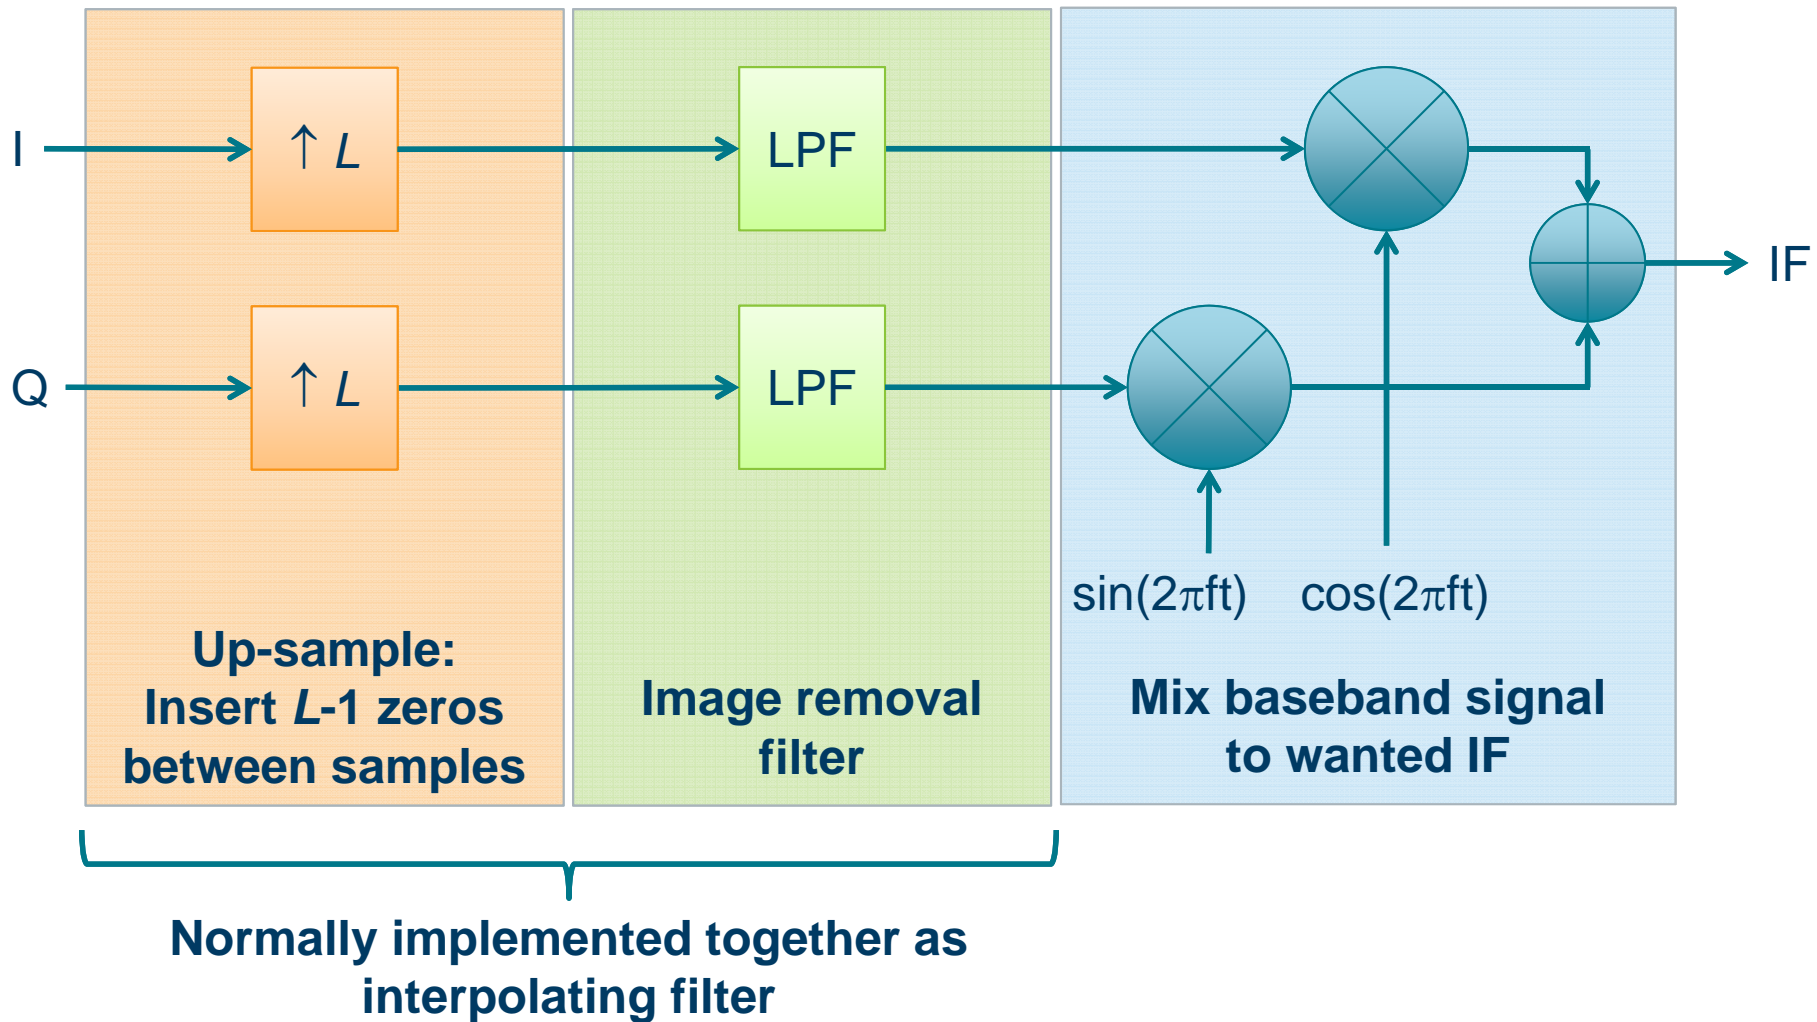 I
↑ L
LPF
IF
Q
↑ L
LPF
sin(2πft)
cos(2πft)
Up-sample:
Insert L-1 zeros
between samples
Image removal
filter
Mix baseband signal
to wanted IF
Normally implemented together as
interpolating filter